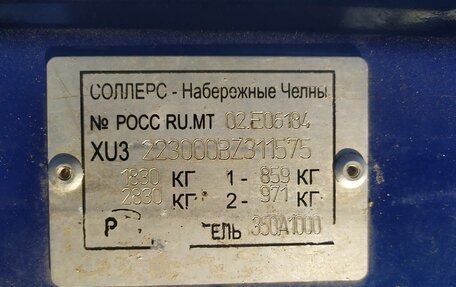 СОЛЛЕРС - Набережные Челны
№ РОСС RU.МТ 02.E06184
XU3 223000BZ311575
1830 КГ 1- 859 КГ
2830 КГ 2- 971 КГ
Р ЕЛЬ 350A1000